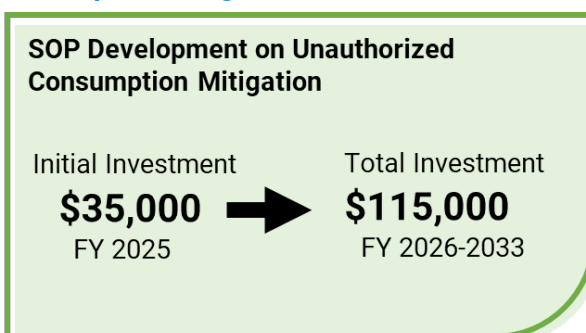 SOP Development on Unauthorized
Consumption Mitigation
Initial Investment
$35,000
FY 2025
Total Investment
$115,000
FY 2026-2033